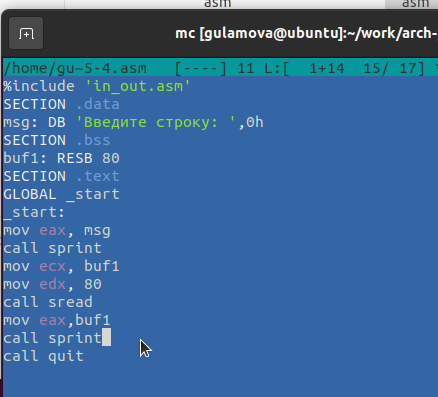 asm
asm
mc [gulamova@ubuntu]:~/work/arch-
/home/gu~5-4.asm [----] 11 L:[ 1+14 15/ 17]
%include 'in_out.asm'
SECTION .data
msg: DB 'Введите строку: ',0h
SECTION .bss
buf1: RESB 80
SECTION .text
GLOBAL _start
_start:
mov eax, msg
call sprint
mov ecx, buf1
mov edx, 80
call sread
mov eax,buf1
call sprint
call quit